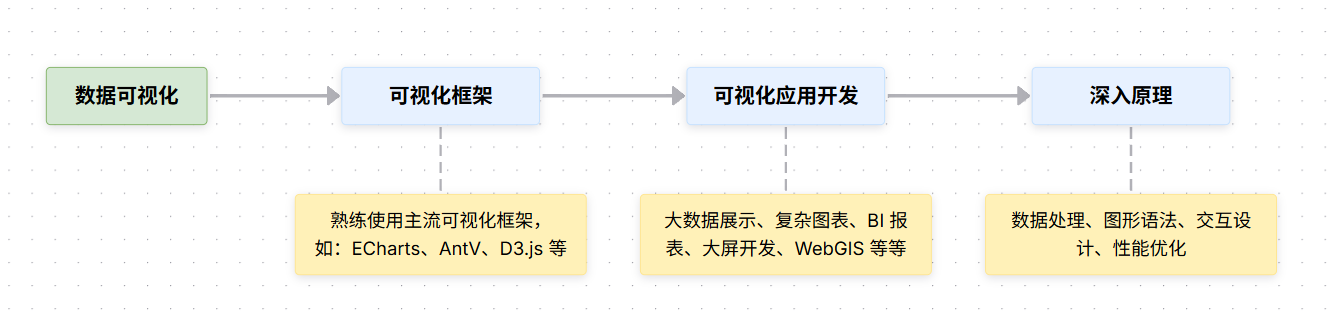 数据可视化
可视化框架
可视化应用开发
深入原理
熟练使用主流可视化框架，
如：ECharts、AntV、D3.js 等
大数据展示、复杂图表、BI 报
表、大屏开发、WebGIS 等等
数据处理、图形语法、交互设
计、性能优化